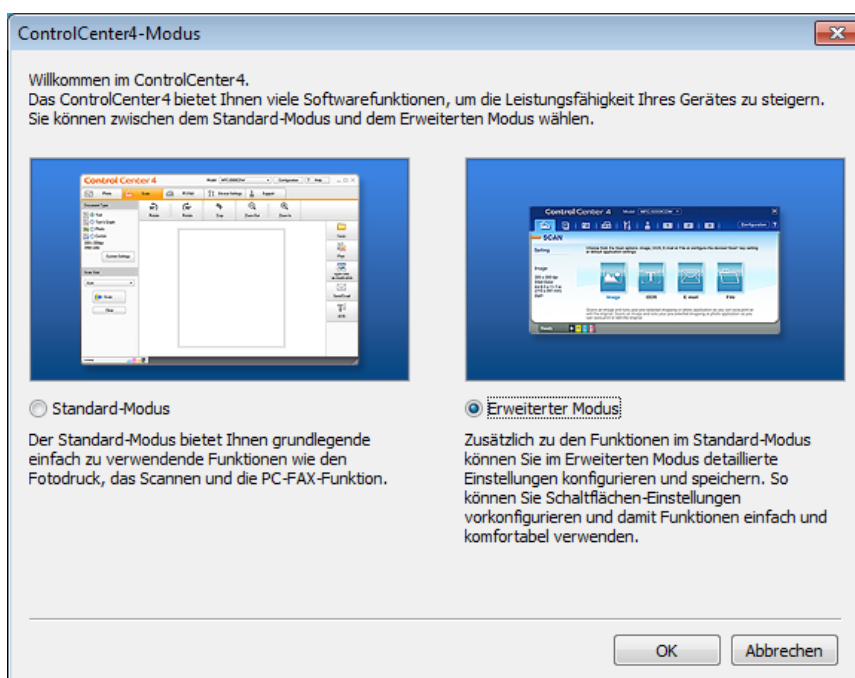 ControlCenter4-Modus
Willkommen im ControlCenter4.
Das ControlCenter4 bietet Ihnen viele Softwarefunktionen, um die Leistungsfähigkeit Ihres Gerätes zu steigern.
Sie können zwischen dem Standard-Modus und dem Erweiterten Modus wählen.
Control Center 4
Control Center 4
SCAN
Image
OCR
E-mail
File
Standard-Modus
Der Standard-Modus bietet Ihnen grundlegende
einfach zu verwendende Funktionen wie den
Fotodruck, das Scannen und die PC-FAX-Funktion.
Erweiterter Modus
Zusätzlich zu den Funktionen im Standard-Modus
können Sie im Erweiterten Modus detaillierte
Einstellungen konfigurieren und speichern. So
können Sie Schaltflächen-Einstellungen
vorkonfigurieren und damit Funktionen einfach und
komfortabel verwenden.
OK
Abbrechen